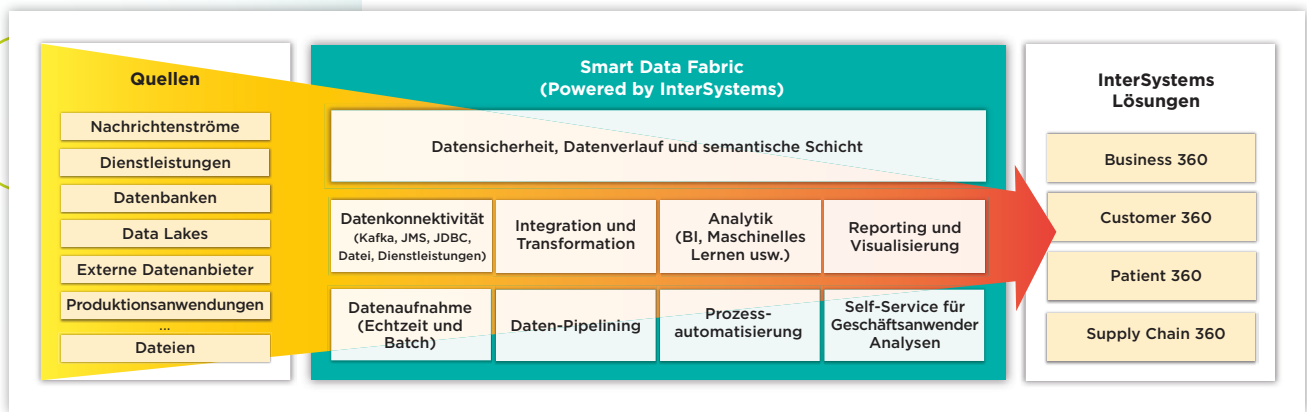 Quellen
Nachrichtenströme
Dienstleistungen
Datenbanken
Data Lakes
Externe Datenanbieter
Produktionsanwendungen
...
Dateien
Smart Data Fabric
(Powered by InterSystems)
Datensicherheit, Datenverlauf und semantische Schicht
Datenkonnektivität
(Kafka, JMS, JDBC,
Datei, Dienstleistungen)
Integration und
Transformation
Analytik
(BI, Maschinelles
Lernen usw.)
Reporting und
Visualisierung
Datenaufnahme
(Echtzeit und
Batch)
Daten-Pipelining
Prozess-
automatisierung
Self-Service für
Geschäftsanwender
Analysen
InterSystems
Lösungen
Business 360
Customer 360
Patient 360
Supply Chain 360